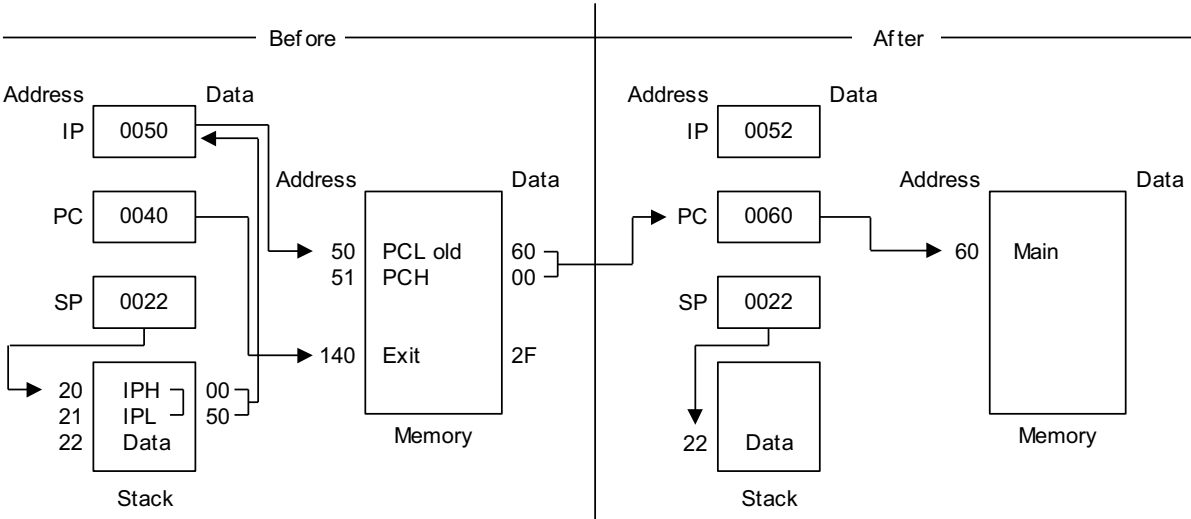 Before
After
Address
Data
IP
0050
PC
0040
SP
0022
20
IPH
00
21
IPL
50
22
Data
Stack
Address
Data
50
PCL old
60
51
PCH
00
140
Exit
2F
Memory
Address
Data
IP
0052
PC
0060
SP
0022
22
Data
Stack
Address
Data
60
Main
Memory